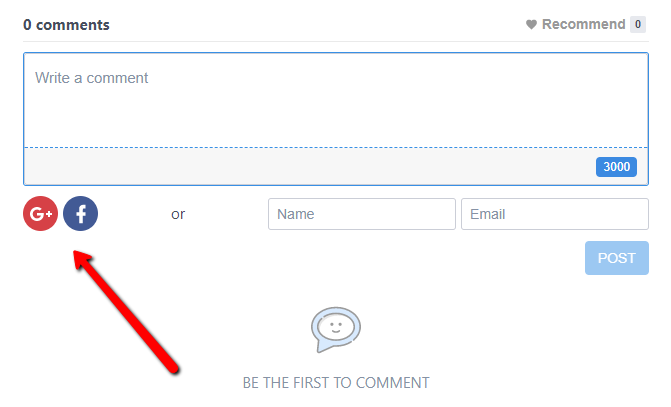 0 comments
Recommend 0
Write a comment
3000
G+ f or Name Email
POST
BE THE FIRST TO COMMENT